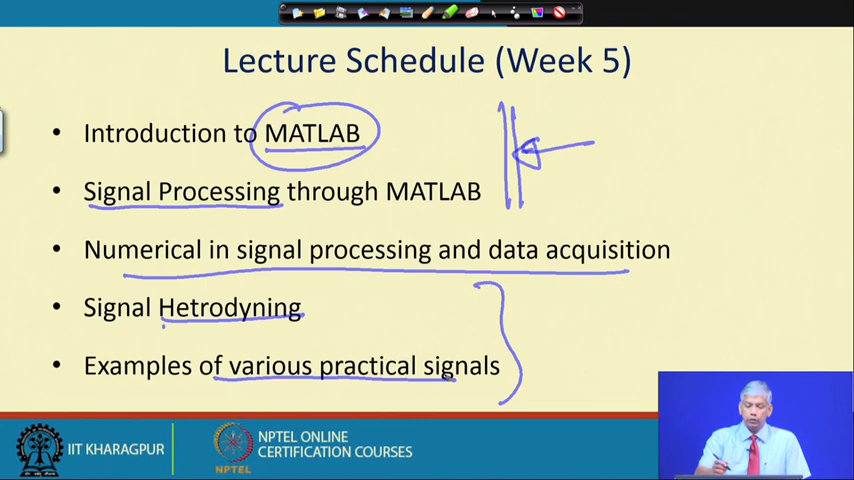 Lecture Schedule (Week 5)
• Introduction to MATLAB
• Signal Processing through MATLAB
• Numerical in signal processing and data acquisition
• Signal Hetrodyning
• Examples of various practical signals
IIT KHARAGPUR
NPTEL
NPTEL ONLINE
CERTIFICATION COURSES